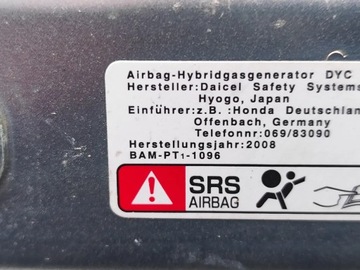 Airbag-Hybridgasgenerator DYC
Hersteller:Daicel Safety Systems
Hyogo, Japan
Einführer:z.B.:Honda Deutschlan
Offenbach, Germany
Telefonnr:069/83090
Herstellungsjahr:2008
BAM-PT1-1096
SRS
AIRBAG